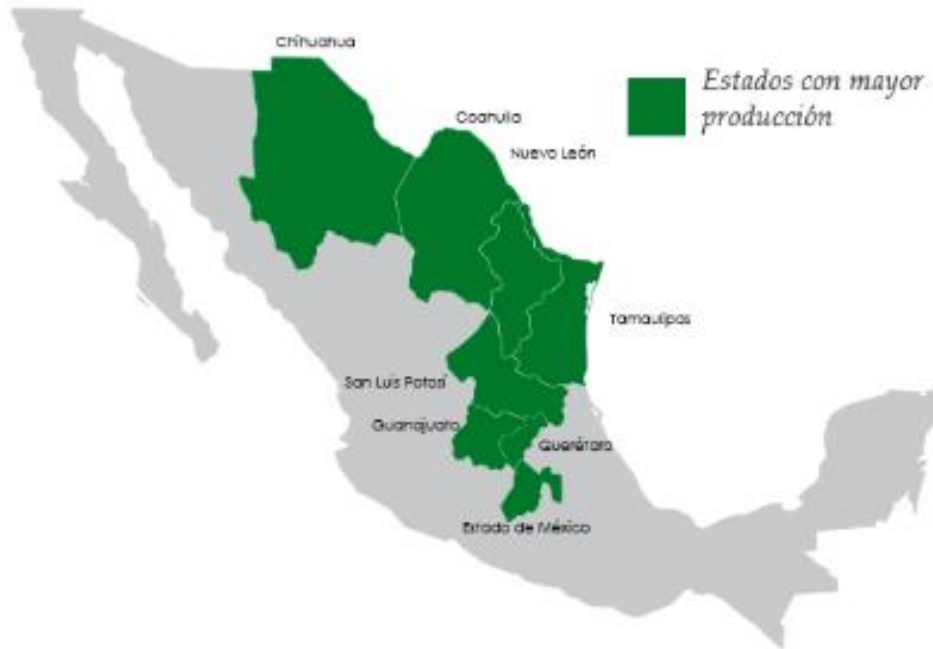 Chihuahua
Estados con mayor
producción
Coahuila
Nuevo León
Tamaulipas
San Luis Potosí
Guanajuato
Querétaro
Estado de México